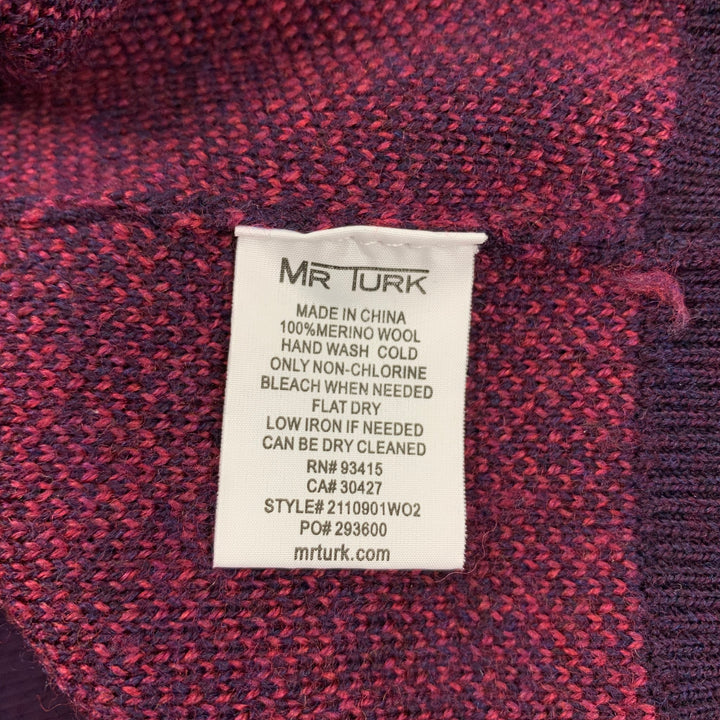 MR TURK
MADE IN CHINA
100%MERINO WOOL
HAND WASH COLD
ONLY NON-CHLORINE
BLEACH WHEN NEEDED
FLAT DRY
LOW IRON IF NEEDED
CAN BE DRY CLEANED
RN# 93415
CA# 30427
STYLE# 2110901WO2
PO# 293600
mrturk.com